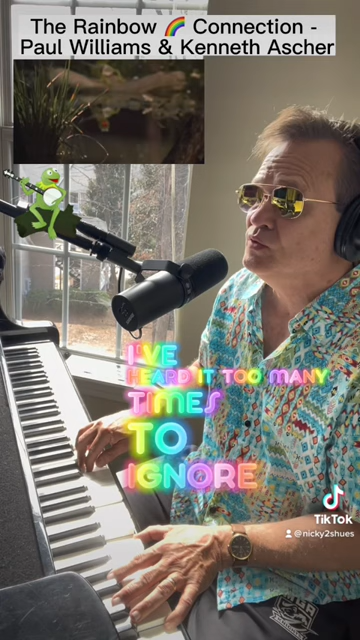 The Rainbow 🌈 Connection -
Paul Williams & Kenneth Ascher
I'VE
HEARD IT TOO MANY
TIMES
TO
IGNORE
TikTok
@nicky2shues